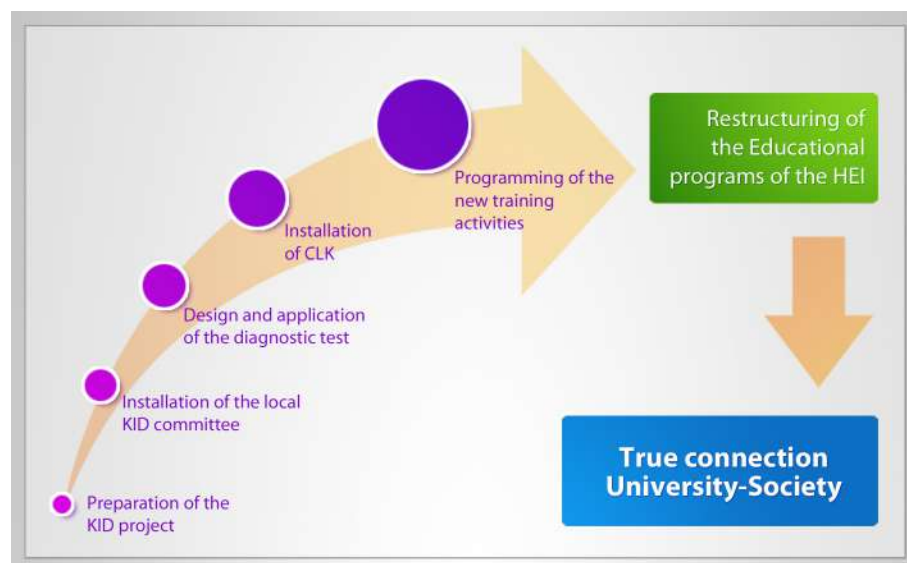 Restructuring of
the Educational
programs of the HEI
Programming of the
new training
activities
Installation
of CLK
Design and application
of the diagnostic test
Installation of the local
KID committee
True connection
University-Society
Preparation of the
KID project